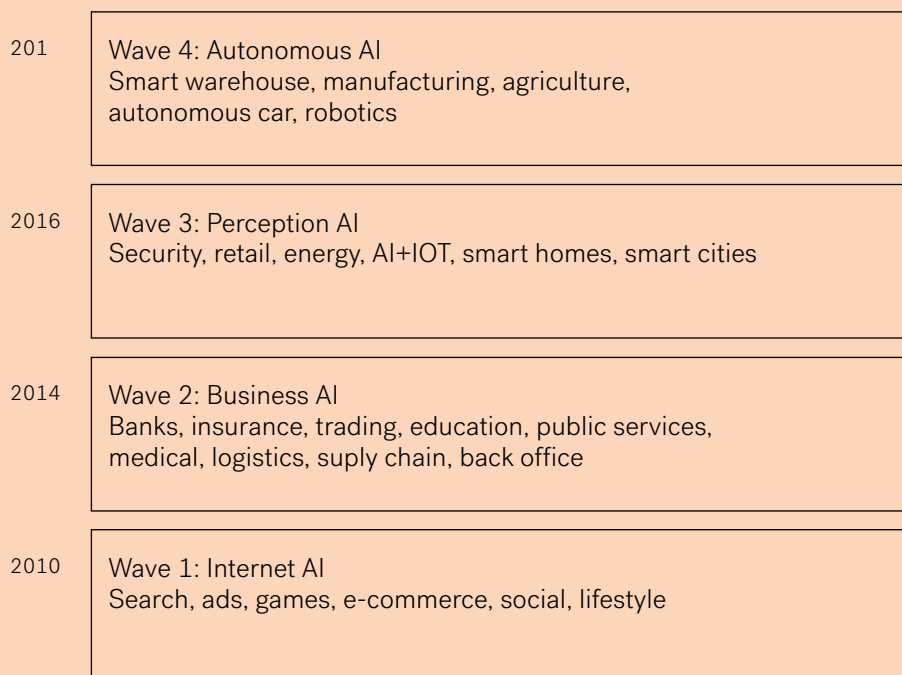 201
Wave 4: Autonomous AI
Smart warehouse, manufacturing, agriculture,
autonomous car, robotics
2016
Wave 3: Perception AI
Security, retail, energy, AI+IOT, smart homes, smart cities
2014
Wave 2: Business AI
Banks, insurance, trading, education, public services,
medical, logistics, suply chain, back office
2010
Wave 1: Internet AI
Search, ads, games, e-commerce, social, lifestyle